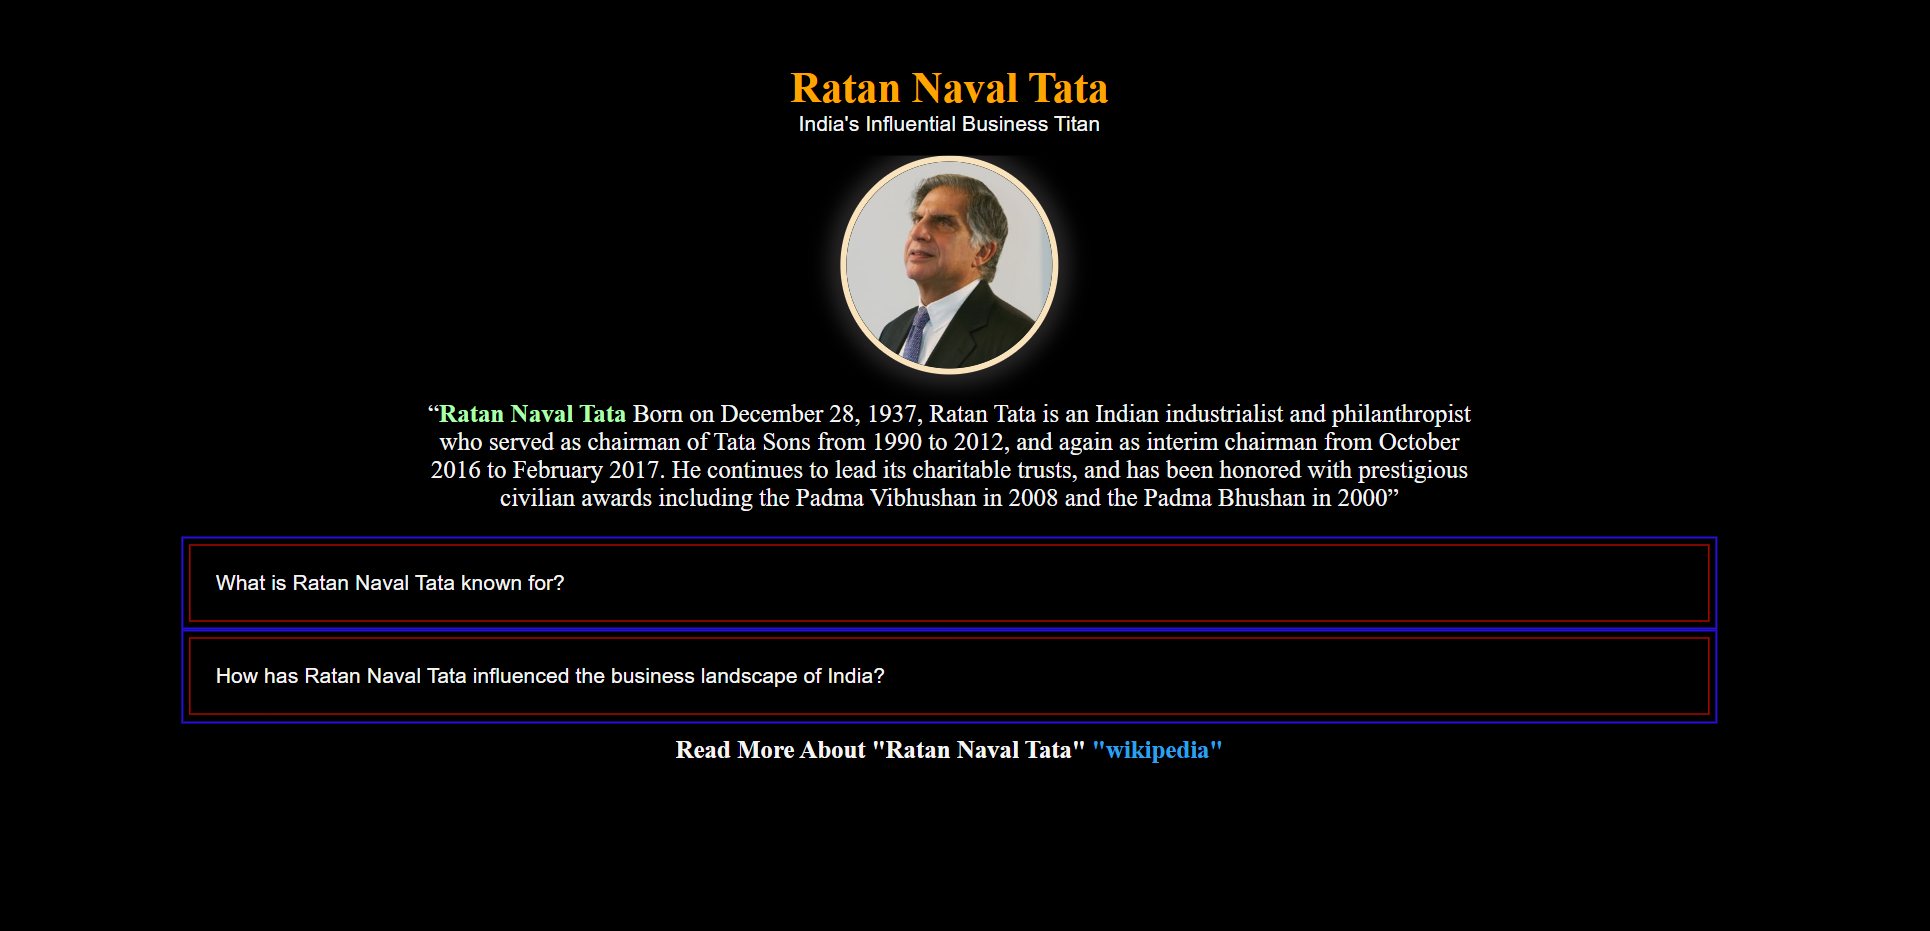 Ratan Naval Tata
India's Influential Business Titan
“Ratan Naval Tata Born on December 28, 1937, Ratan Tata is an Indian industrialist and philanthropist
who served as chairman of Tata Sons from 1990 to 2012, and again as interim chairman from October
2016 to February 2017. He continues to lead its charitable trusts, and has been honored with prestigious
civilian awards including the Padma Vibhushan in 2008 and the Padma Bhushan in 2000”
What is Ratan Naval Tata known for?
How has Ratan Naval Tata influenced the business landscape of India?
Read More About "Ratan Naval Tata" "wikipedia"